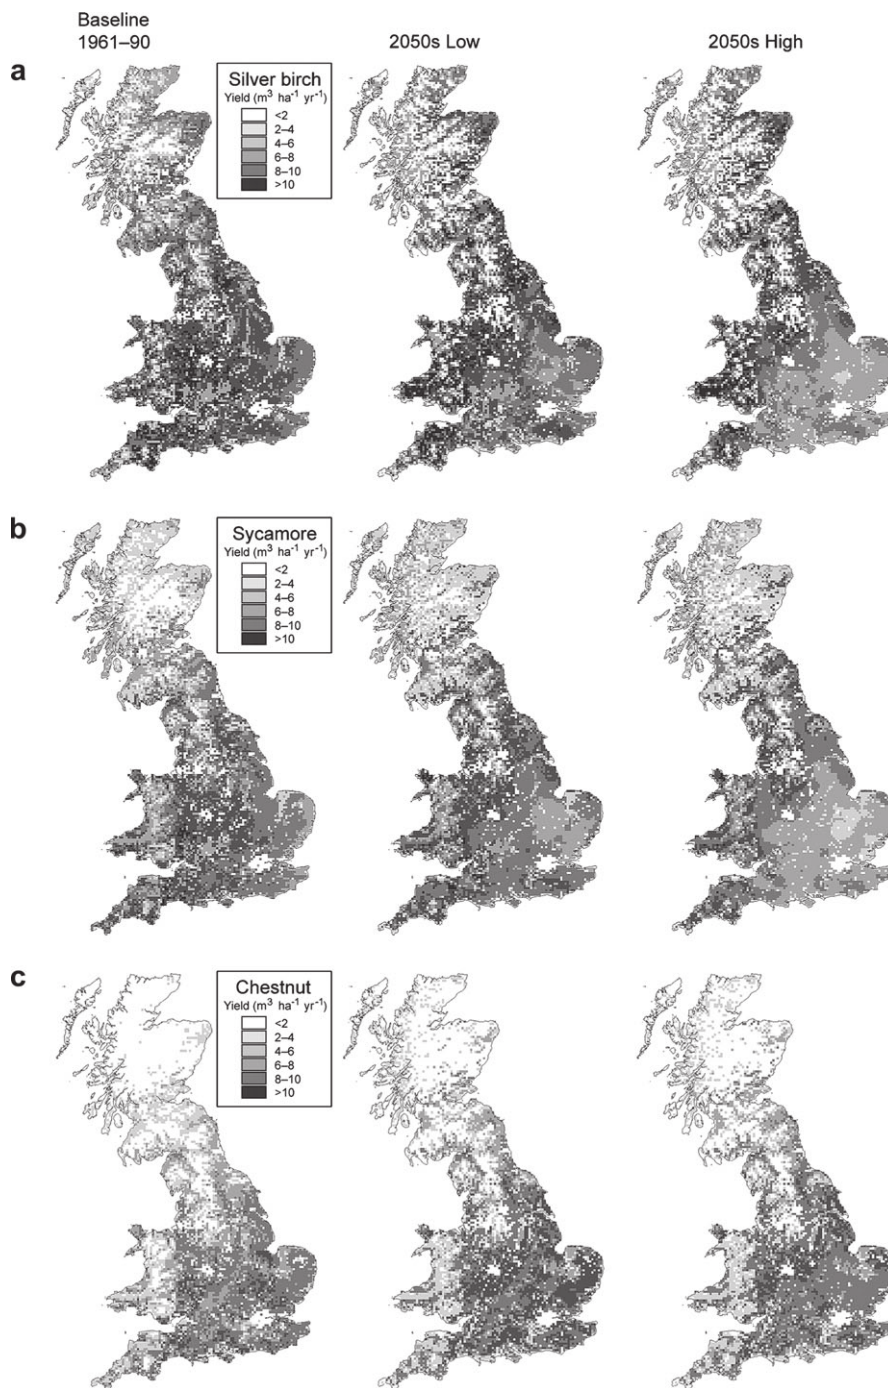 Baseline
1961–90
2050s Low
2050s High
a
Silver birch
Yield (m³ ha⁻¹ yr⁻¹)
<2
2–4
4–6
6–8
8–10
>10
b
Sycamore
Yield (m³ ha⁻¹ yr⁻¹)
<2
2–4
4–6
6–8
8–10
>10
c
Chestnut
Yield (m³ ha⁻¹ yr⁻¹)
<2
2–4
4–6
6–8
8–10
>10